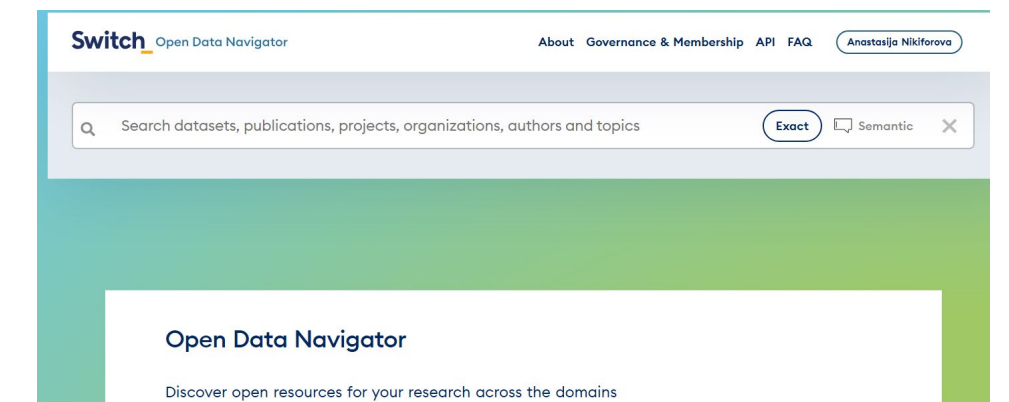 Switch_ Open Data Navigator About Governance & Membership API FAQ Anastasija Nikiforova
Search datasets, publications, projects, organizations, authors and topics Exact Semantic
Open Data Navigator
Discover open resources for your research across the domains